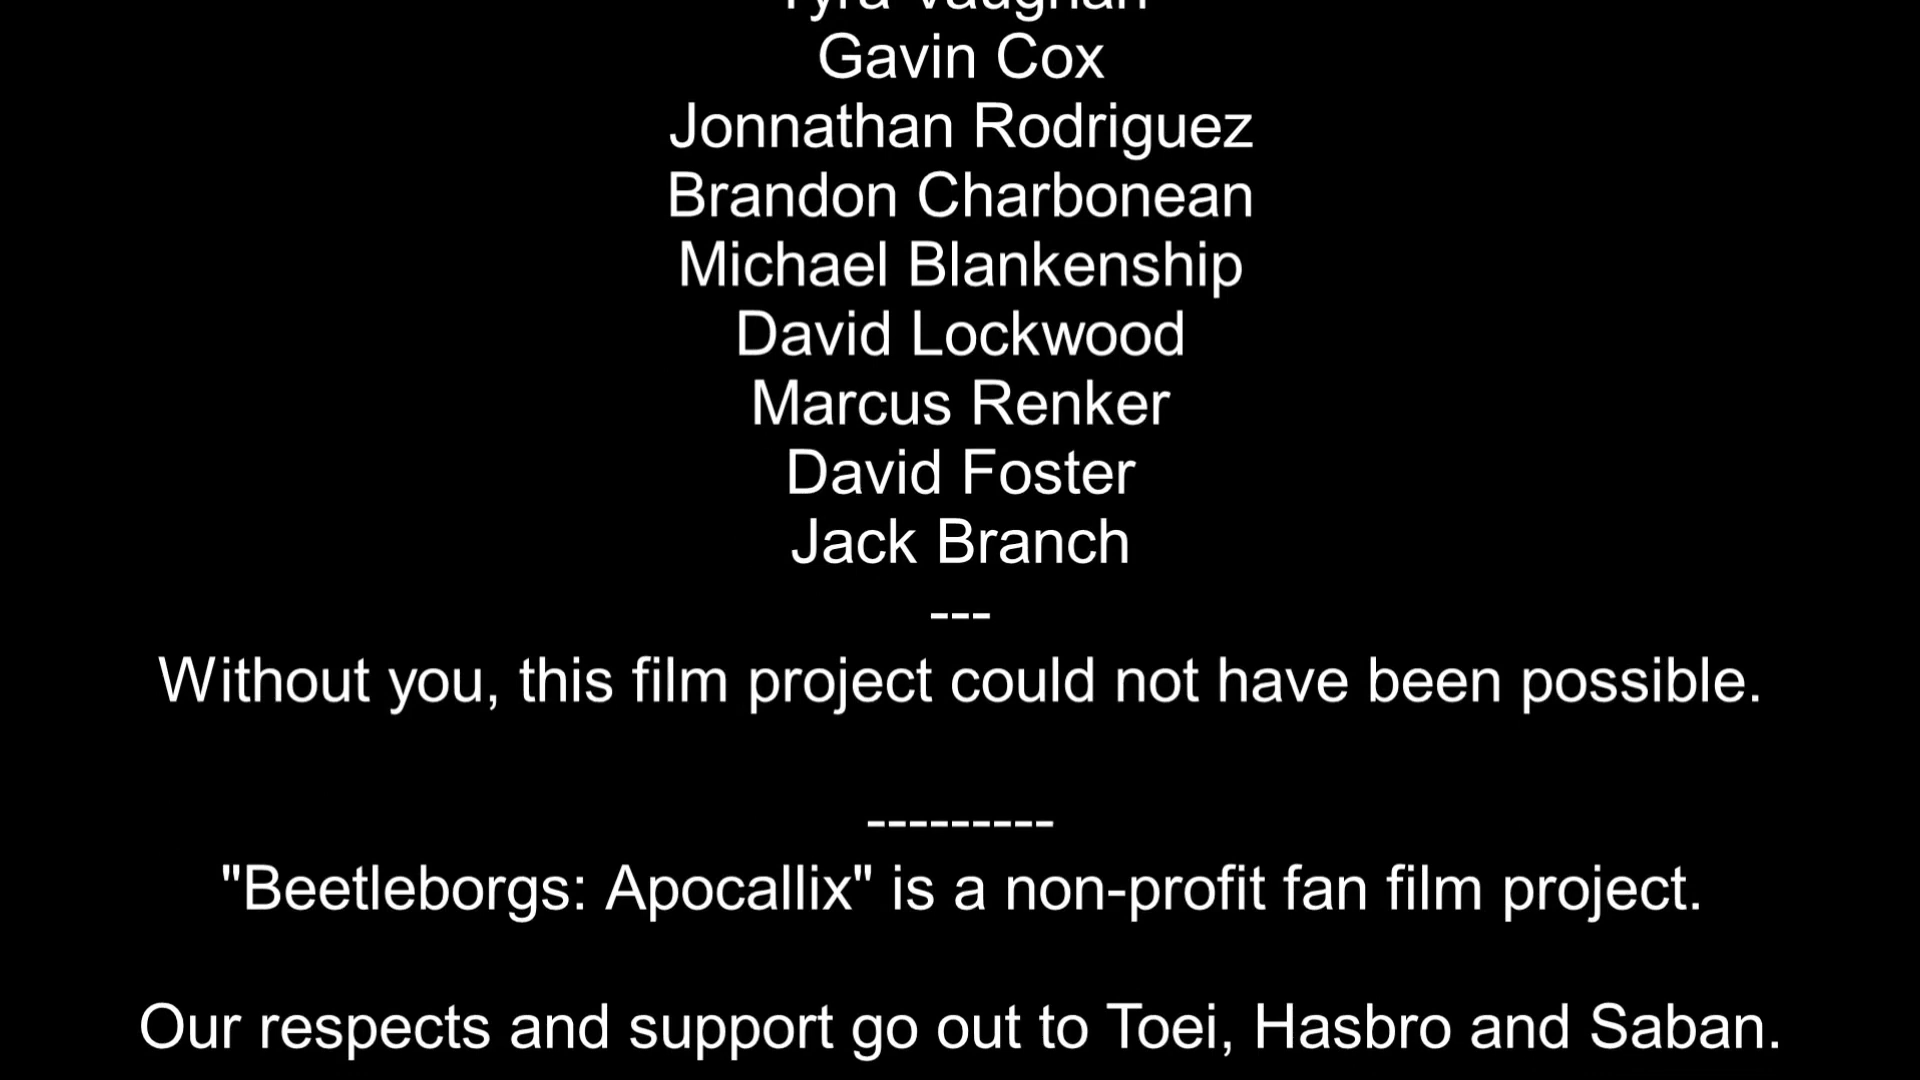 Tyra Vaughan
Gavin Cox
Jonnathan Rodriguez
Brandon Charbonean
Michael Blankenship
David Lockwood
Marcus Renker
David Foster
Jack Branch
---
Without you, this film project could not have been possible.
---------
"Beetleborgs: Apocallix" is a non-profit fan film project.
Our respects and support go out to Toei, Hasbro and Saban.